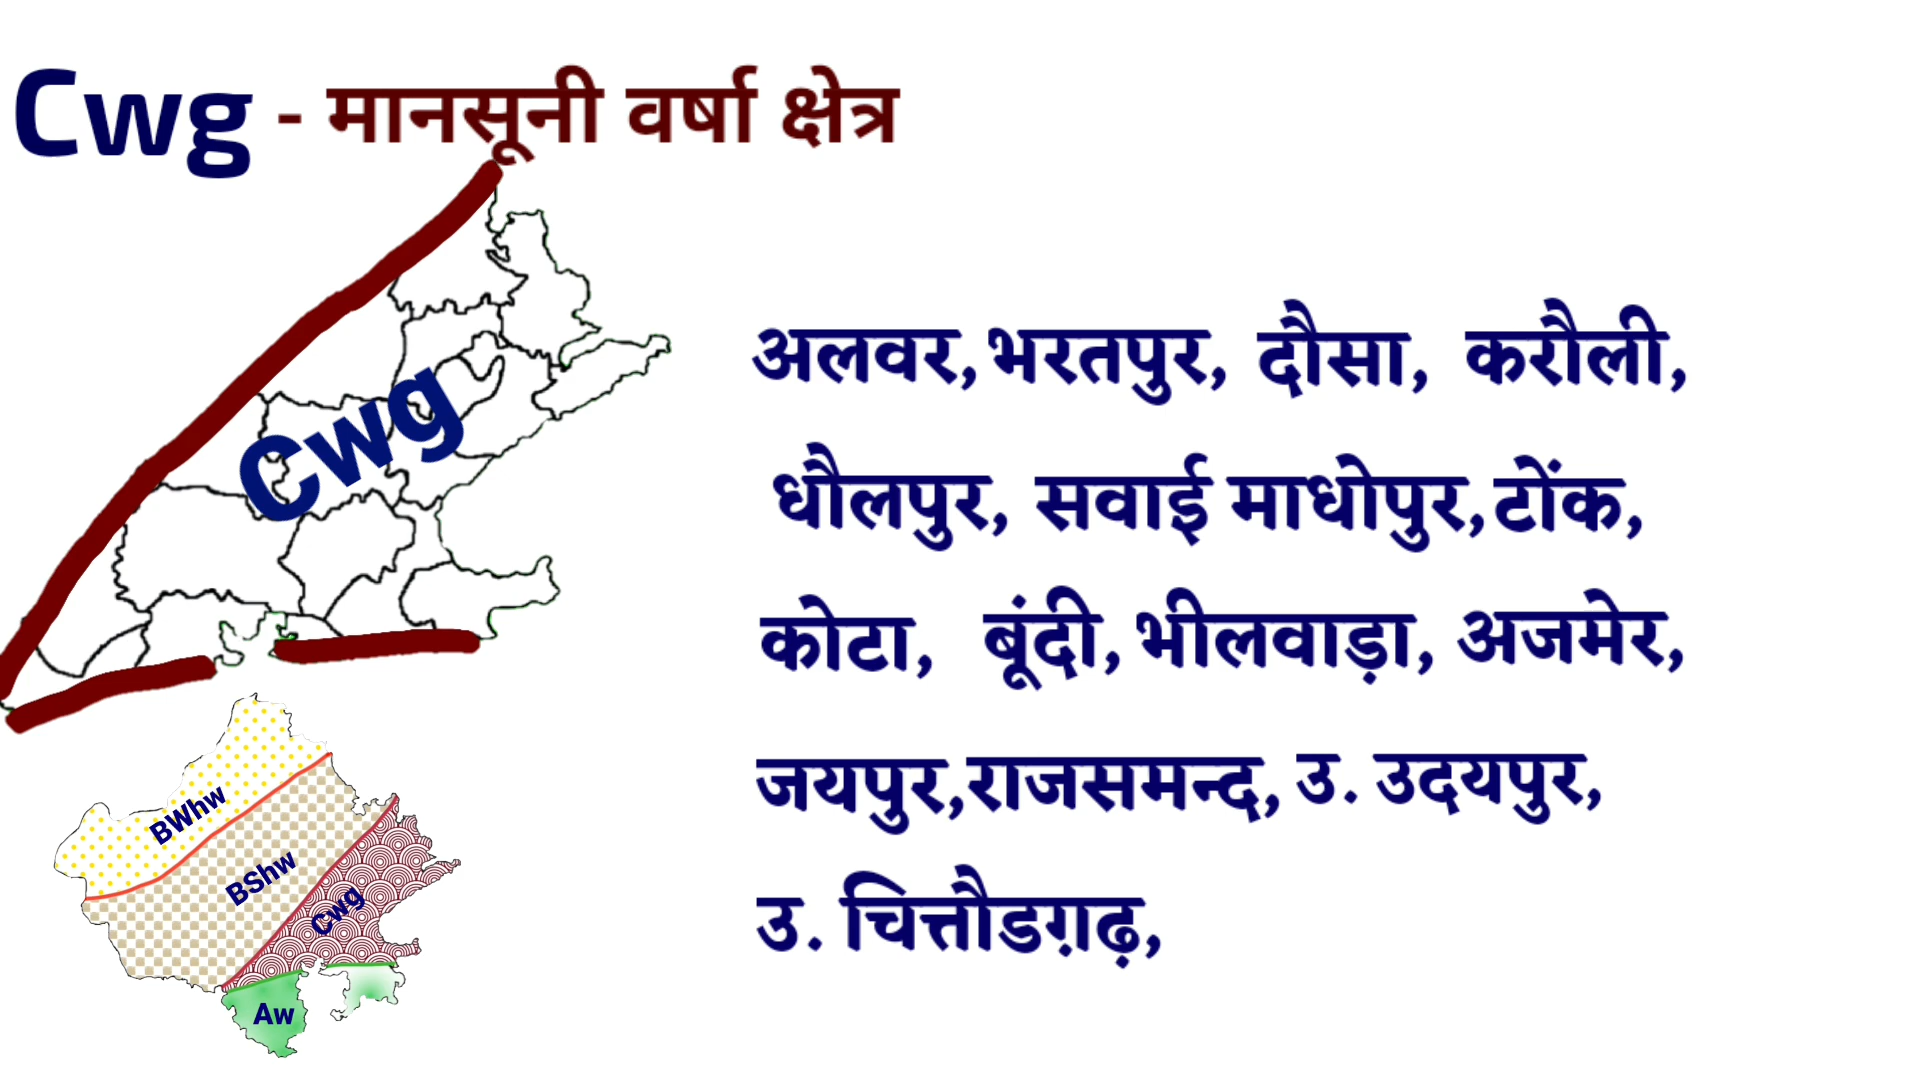 Cwg - मानसूनी वर्षा क्षेत्र
Cwg
अलवर, भरतपुर, दौसा, करौली,
धौलपुर, सवाई माधोपुर, टोंक,
कोटा, बूंदी, भीलवाड़ा, अजमेर,
जयपुर, राजसमन्द, उ. उदयपुर,
उ. चित्तौडग़ढ़,
BWhw
BShw
Cwg
Aw